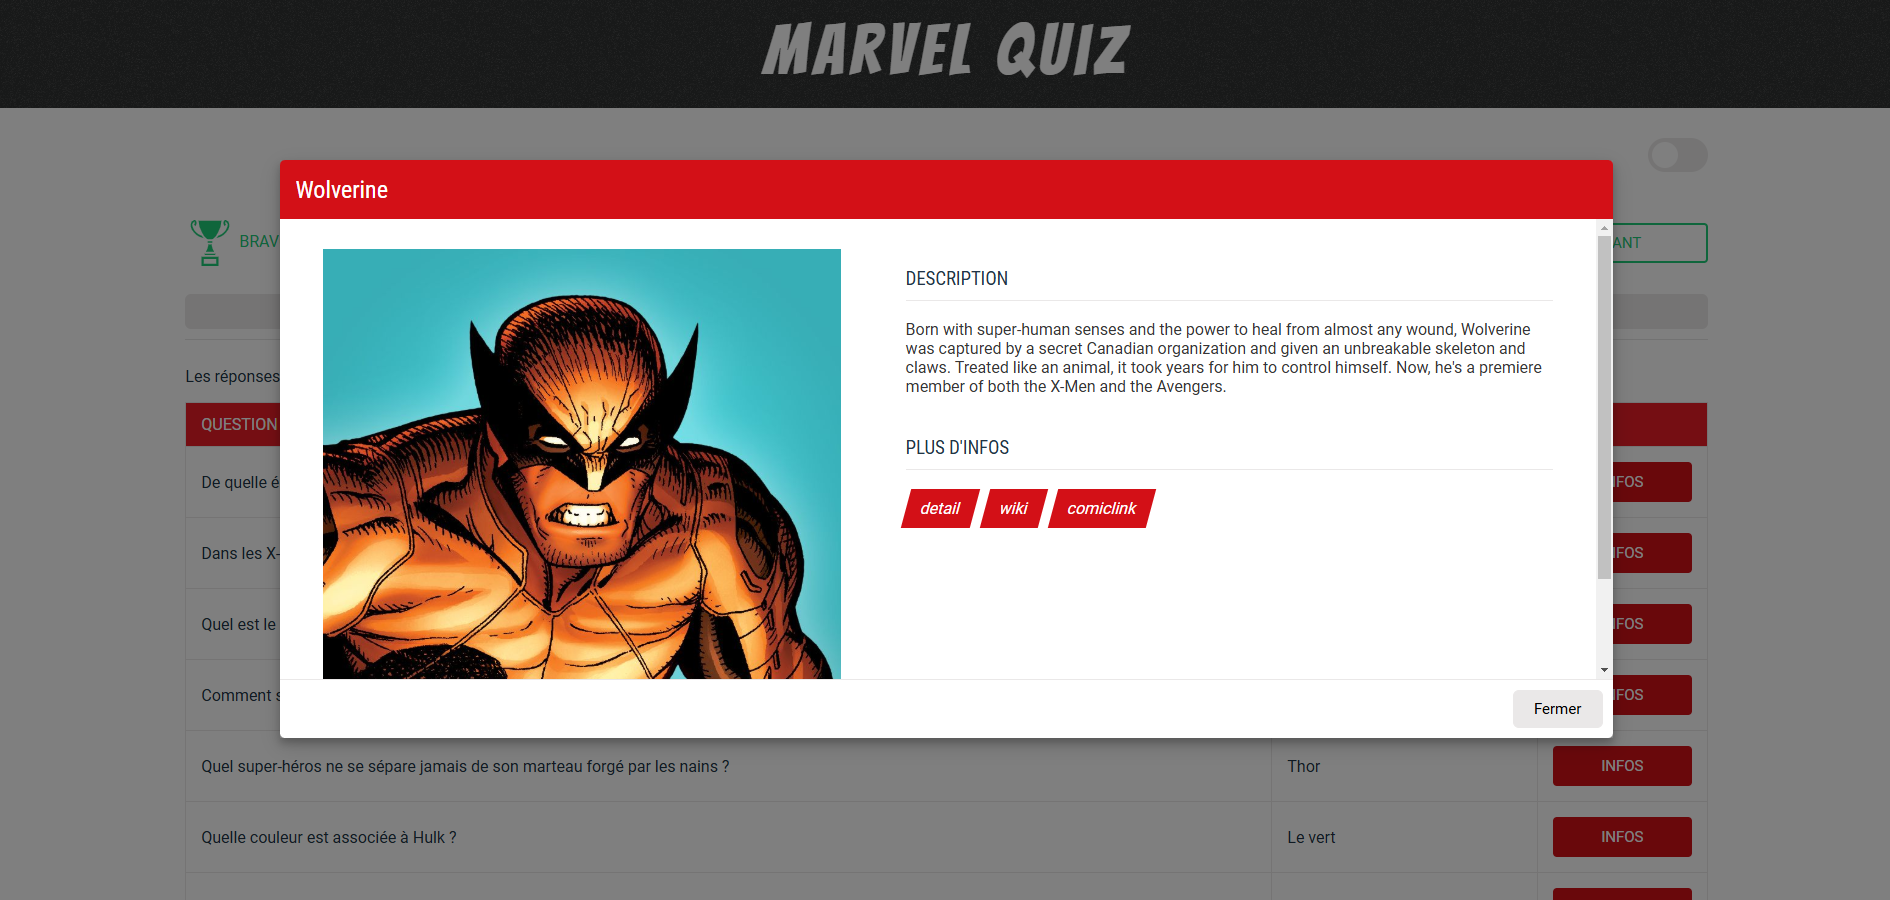 MARVEL QUIZ
Wolverine
BRAV
ANT
DESCRIPTION
Born with super-human senses and the power to heal from almost any wound, Wolverine
was captured by a secret Canadian organization and given an unbreakable skeleton and
claws. Treated like an animal, it took years for him to control himself. Now, he's a premiere
member of both the X-Men and the Avengers.
Les réponses
QUESTION
PLUS D'INFOS
De quelle é
NFOS
detail wiki comiclink
Dans les X-
NFOS
Quel est le
NFOS
Comment s
NFOS
Fermer
Quel super-héros ne se sépare jamais de son marteau forgé par les nains ? Thor INFOS
Quelle couleur est associée à Hulk ? Le vert INFOS